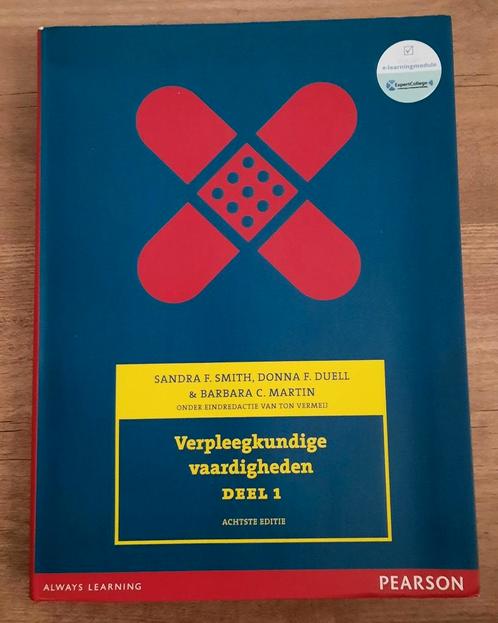 e-learningmodule
ExpertCollege
SANDRA F. SMITH, DONNA F. DUELL
& BARBARA C. MARTIN
ONDER EINDREDACTIE VAN TON VERMEIJ
Verpleegkundige
vaardigheden
DEEL 1
ACHTSTE EDITIE
ALWAYS LEARNING
PEARSON